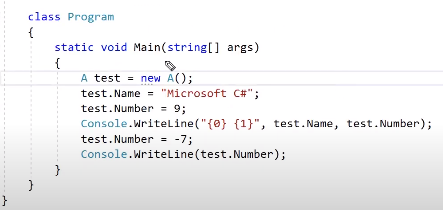 class Program
{
static void Main(string[] args)
{
A test = new A();
test.Name = "Microsoft C#";
test.Number = 9;
Console.WriteLine("{0} {1}", test.Name, test.Number);
test.Number = -7;
Console.WriteLine(test.Number);
}
}
}